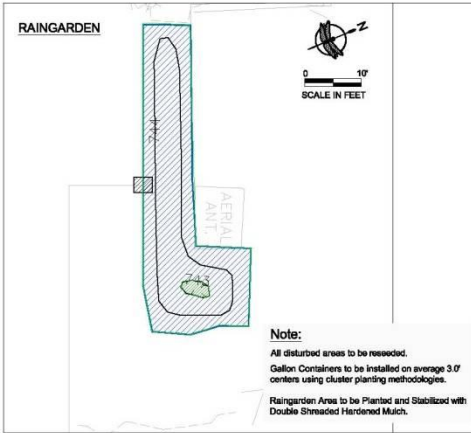 RAINGARDEN
Z
0 10'
SCALE IN FEET
744
AERIAL
ANT.
743
Note:
All disturbed areas to be reseeded.
Gallon Containers to be installed on average 3.0'
centers using cluster planting methodologies.
Raingarden Area to be Planted and Stabilized with
Double Shreaded Hardened Mulch.